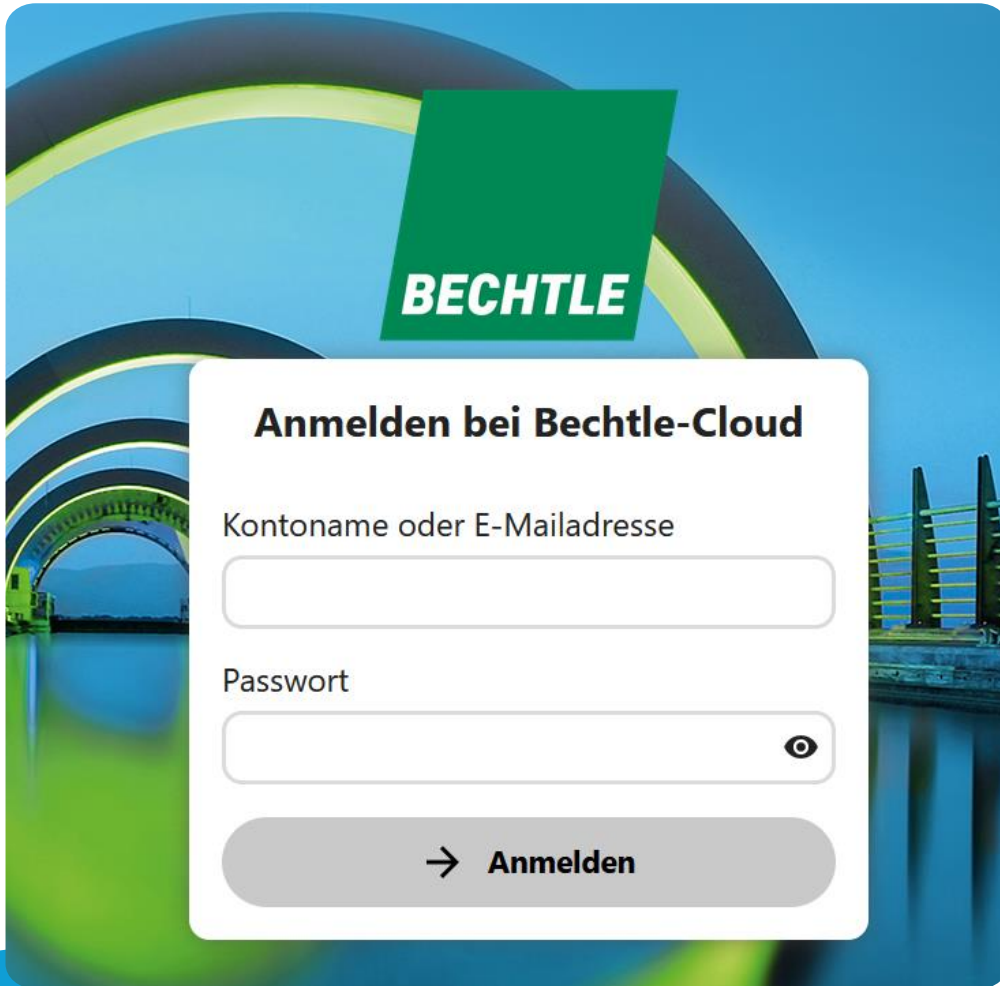 BECHTLE
Anmelden bei Bechtle-Cloud
Kontoname oder E-Mailadresse
Passwort
Anmelden